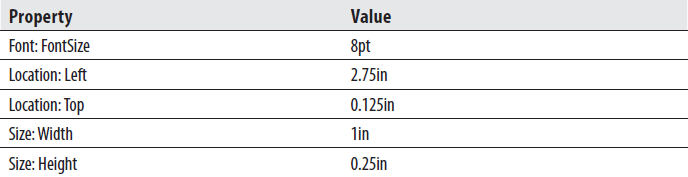 Property Value
Font: FontSize 8pt
Location: Left 2.75in
Location: Top 0.125in
Size: Width 1in
Size: Height 0.25in